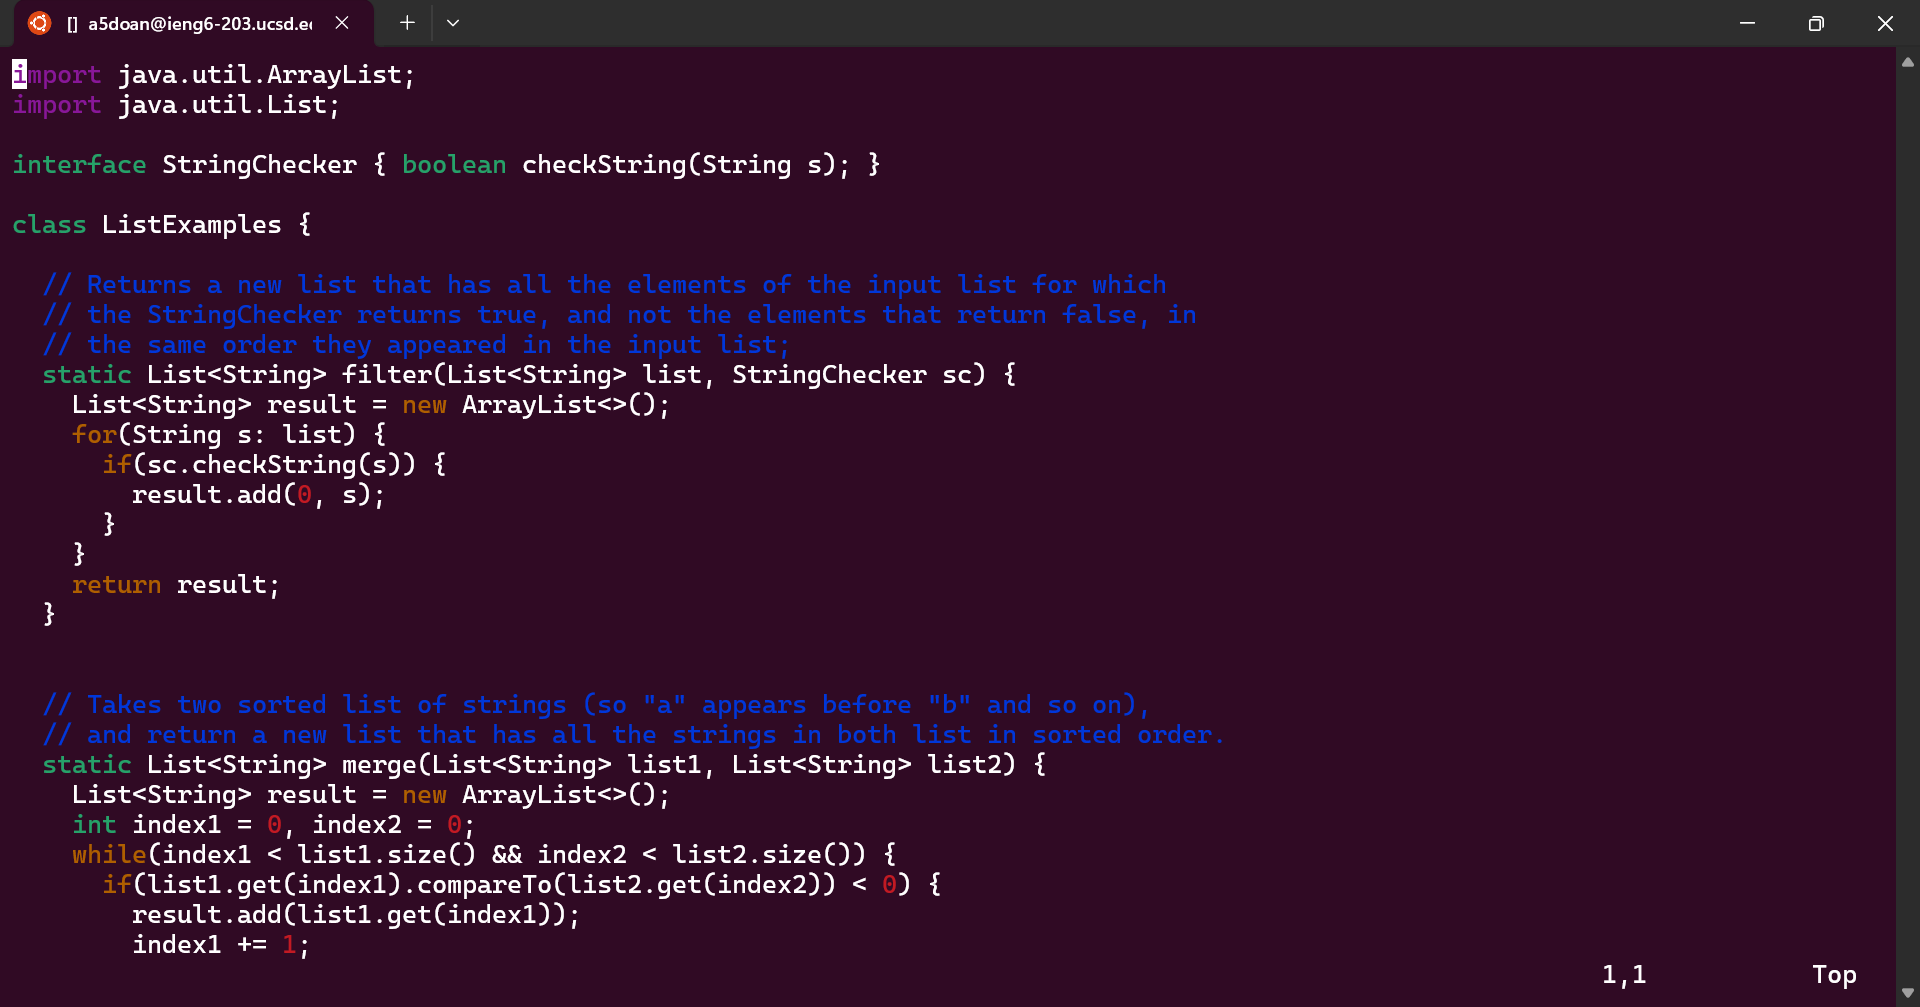 [] a5doan@ieng6-203.ucsd.e
import java.util.ArrayList;
import java.util.List;

interface StringChecker { boolean checkString(String s); }

class ListExamples {

  // Returns a new list that has all the elements of the input list for which
  // the StringChecker returns true, and not the elements that return false, in
  // the same order they appeared in the input list;
  static List<String> filter(List<String> list, StringChecker sc) {
    List<String> result = new ArrayList<>();
    for(String s: list) {
      if(sc.checkString(s)) {
        result.add(0, s);
      }
    }
    return result;
  }


  // Takes two sorted list of strings (so "a" appears before "b" and so on),
  // and return a new list that has all the strings in both list in sorted order.
  static List<String> merge(List<String> list1, List<String> list2) {
    List<String> result = new ArrayList<>();
    int index1 = 0, index2 = 0;
    while(index1 < list1.size() && index2 < list2.size()) {
      if(list1.get(index1).compareTo(list2.get(index2)) < 0) {
        result.add(list1.get(index1));
        index1 += 1;
1,1 Top